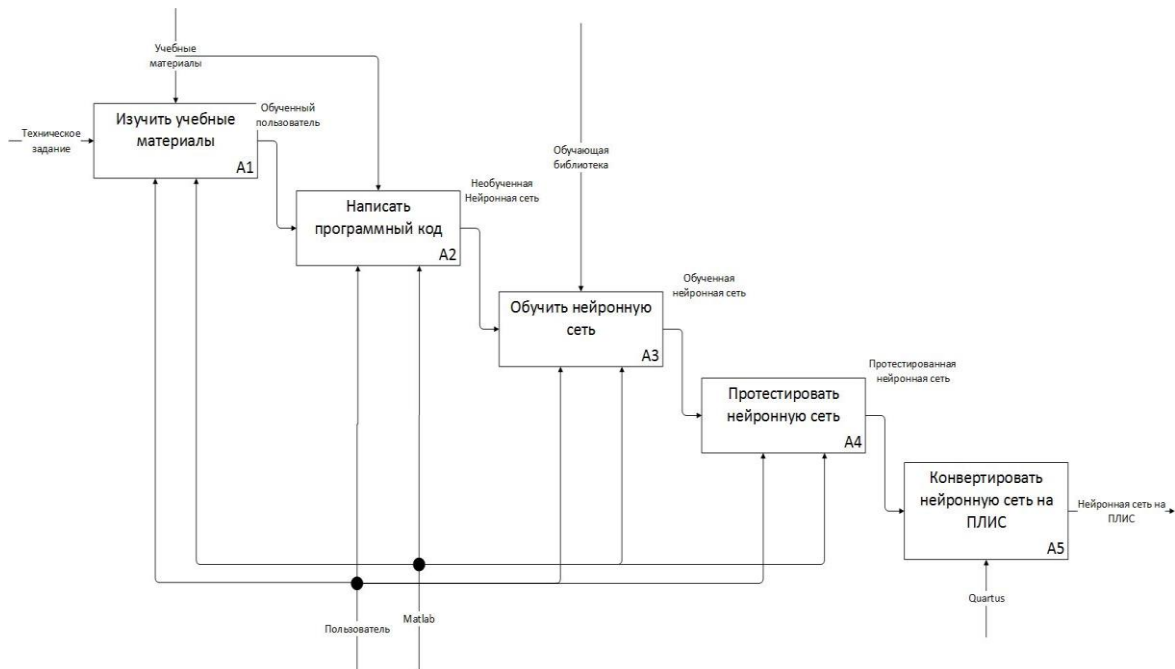 Учебные
материалы
Изучить учебные
материалы
A1
Обученный
пользователь
Техническое
задание
Обучающая
библиотека
Написать
программный код
A2
Необученная
Нейронная сеть
Обучить нейронную
сеть
A3
Обученная
нейронная сеть
Протестировать
нейронную сеть
A4
Протестированная
нейронная сеть
Конвертировать
нейронную сеть на
ПЛИС
A5
Нейронная сеть на
ПЛИС
Quartus
Matlab
Пользователь